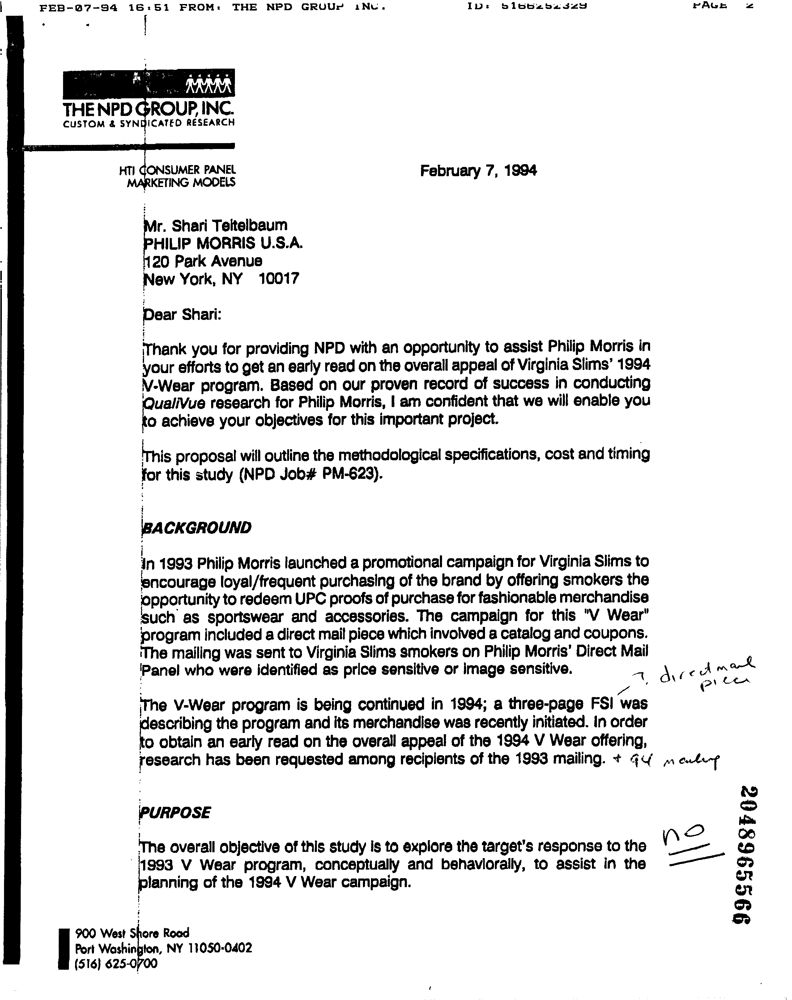 FEB-07-94 16:51 FROM: THE NPD GROUP INC. ID: 5166252329 PAGE 2
THE NPD GROUP, INC.
CUSTOM & SYNDICATED RESEARCH
HTI CONSUMER PANEL
MARKETING MODELS
February 7, 1994
Mr. Shari Teitelbaum
PHILIP MORRIS U.S.A.
120 Park Avenue
New York, NY 10017
Dear Shari:
Thank you for providing NPD with an opportunity to assist Philip Morris in
your efforts to get an early read on the overall appeal of Virginia Slims' 1994
V-Wear program. Based on our proven record of success in conducting
QualiVue research for Philip Morris, I am confident that we will enable you
to achieve your objectives for this important project.
This proposal will outline the methodological specifications, cost and timing
for this study (NPD Job# PM-623).
BACKGROUND
In 1993 Philip Morris launched a promotional campaign for Virginia Slims to
encourage loyal/frequent purchasing of the brand by offering smokers the
opportunity to redeem UPC proofs of purchase for fashionable merchandise
such as sportswear and accessories. The campaign for this "V Wear"
program included a direct mail piece which involved a catalog and coupons.
The mailing was sent to Virginia Slims smokers on Philip Morris' Direct Mail
Panel who were identified as price sensitive or image sensitive.
?, direct mail
piece
The V-Wear program is being continued in 1994; a three-page FSI was
describing the program and its merchandise was recently initiated. In order
to obtain an early read on the overall appeal of the 1994 V Wear offering,
research has been requested among recipients of the 1993 mailing. + 94 mailing
PURPOSE
The overall objective of this study is to explore the target's response to the
1993 V Wear program, conceptually and behaviorally, to assist in the
planning of the 1994 V Wear campaign.
no
2048965566
900 West Shore Road
Port Washington, NY 11050-0402
(516) 625-0700